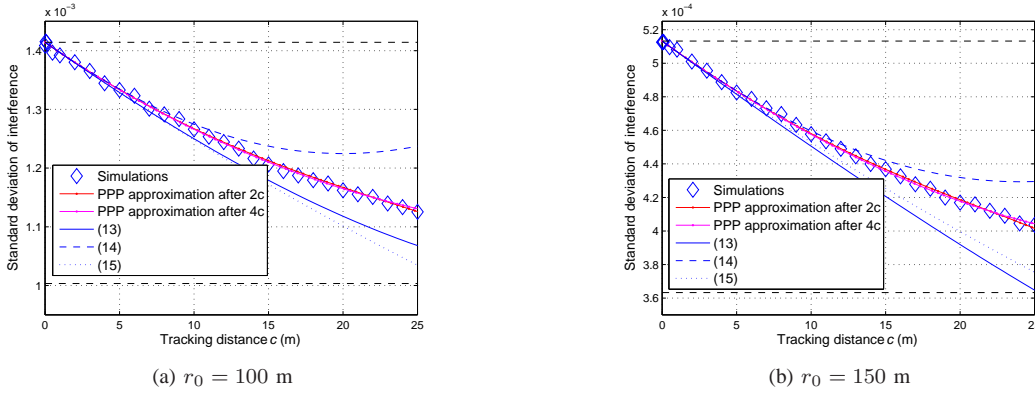 x 10⁻³
1.4
1.3
1.2
1.1
1
Standard deviation of interference
Simulations
PPP approximation after 2c
PPP approximation after 4c
(13)
(14)
(15)
0 5 10 15 20 25
Tracking distance c (m)
(a) r₀ = 100 m
x 10⁻⁴
5.2
5
4.8
4.6
4.4
4.2
4
3.8
3.6
Standard deviation of interference
Simulations
PPP approximation after 2c
PPP approximation after 4c
(13)
(14)
(15)
0 5 10 15 20 25
Tracking distance c (m)
(b) r₀ = 150 m